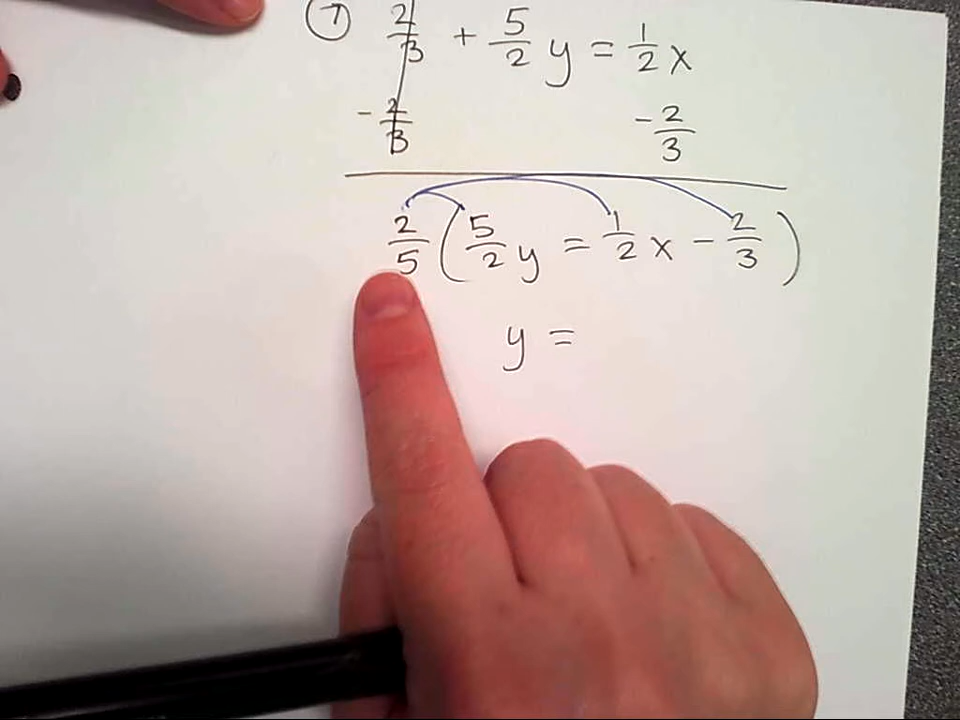 ⑦ 2/3 + 5/2 y = 1/2 x
- 2/3 - 2/3
2/5 ( 5/2 y = 1/2 x - 2/3 )
y =